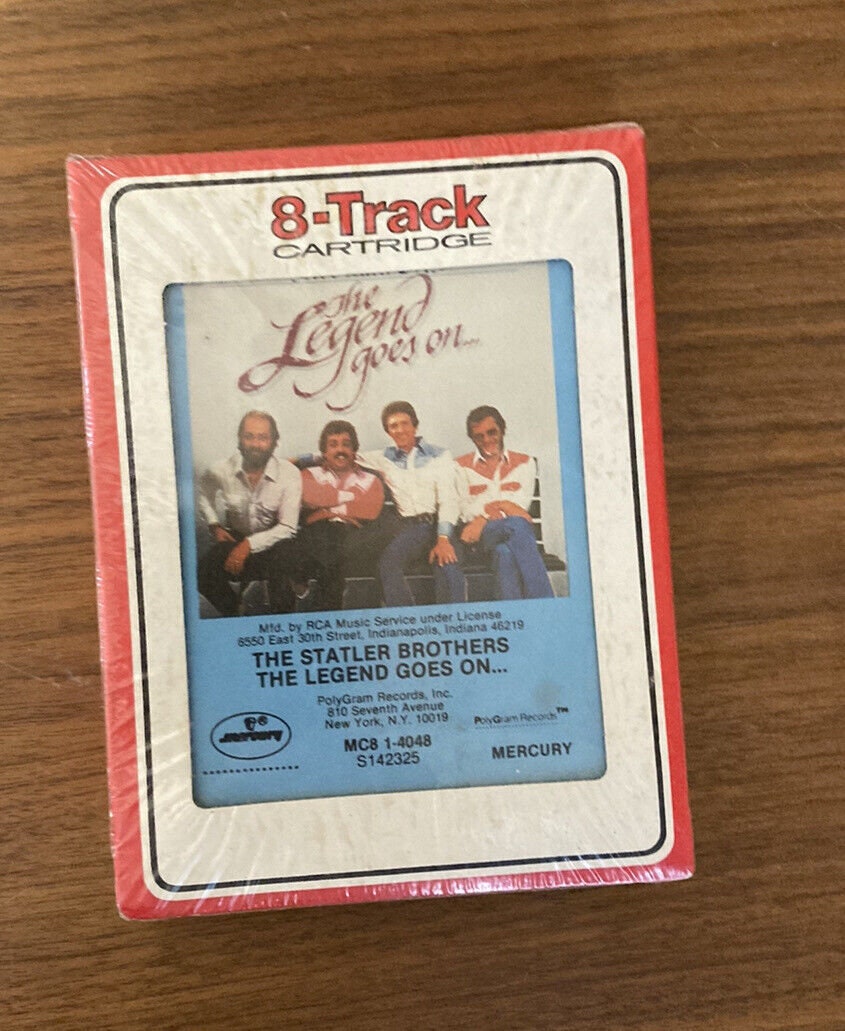 8-Track
CARTRIDGE
The
Legend
goes on...
Mfd. by RCA Music Service under License
6550 East 30th Street, Indianapolis, Indiana 46219
THE STATLER BROTHERS
THE LEGEND GOES ON...
PolyGram Records, Inc.
810 Seventh Avenue
New York, N.Y. 10019
PolyGram Records™
mercury
MC8 1-4048
S142325
MERCURY